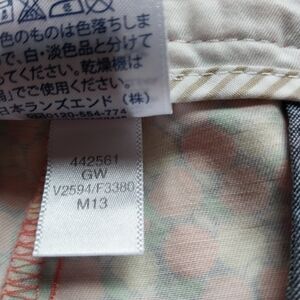 色のものは色落ちしま
で、白・淡色品と分けて
てください。乾燥機は
場」でご使用ください。
日本ランズエンド（株）
0120-554-774
442561
GW
V2594/F3380
M13